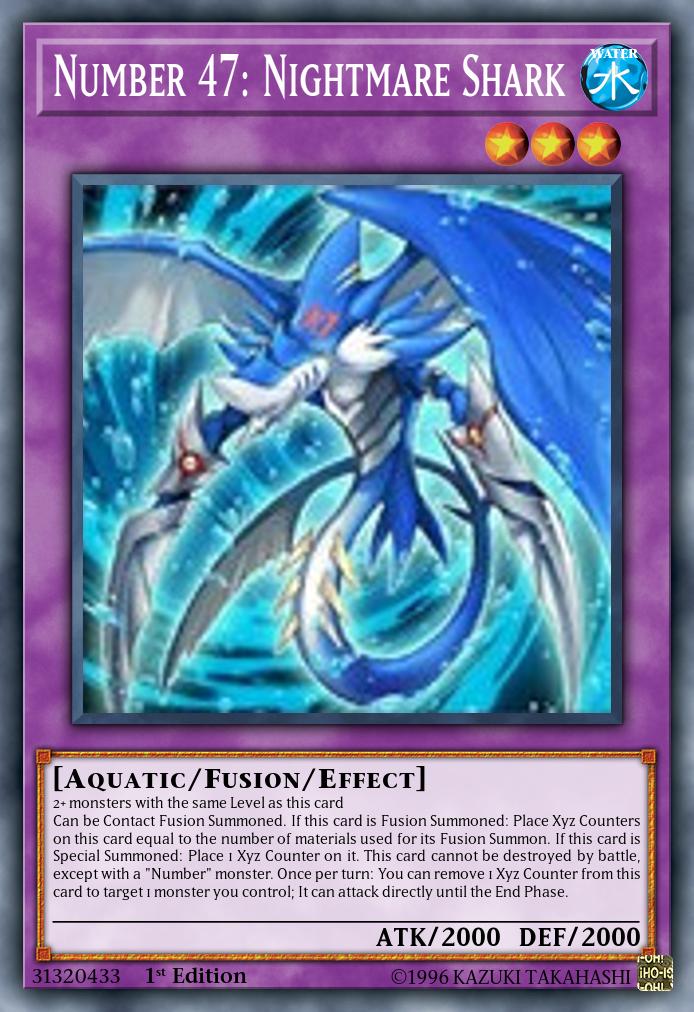 NUMBER 47: NIGHTMARE SHARK
WATER
水
47
[AQUATIC/FUSION/EFFECT]
2+ monsters with the same Level as this card
Can be Contact Fusion Summoned. If this card is Fusion Summoned: Place Xyz Counters
on this card equal to the number of materials used for its Fusion Summon. If this card is
Special Summoned: Place 1 Xyz Counter on it. This card cannot be destroyed by battle,
except with a "Number" monster. Once per turn: You can remove 1 Xyz Counter from this
card to target 1 monster you control; It can attack directly until the End Phase.
ATK/2000 DEF/2000
31320433 1st Edition ©1996 KAZUKI TAKAHASHI